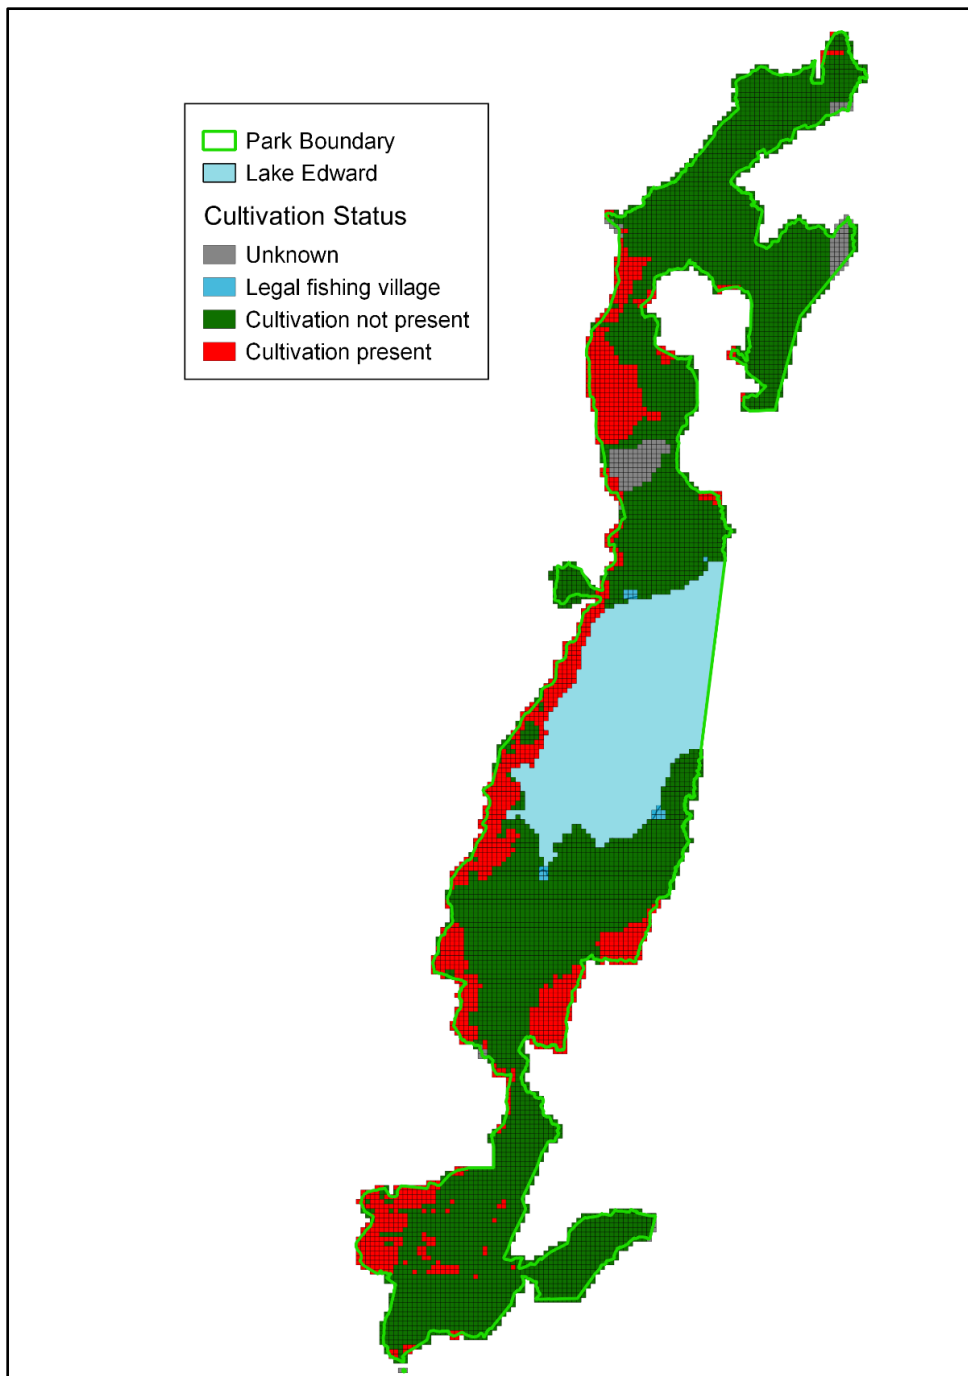 Park Boundary
Lake Edward
Cultivation Status
Unknown
Legal fishing village
Cultivation not present
Cultivation present